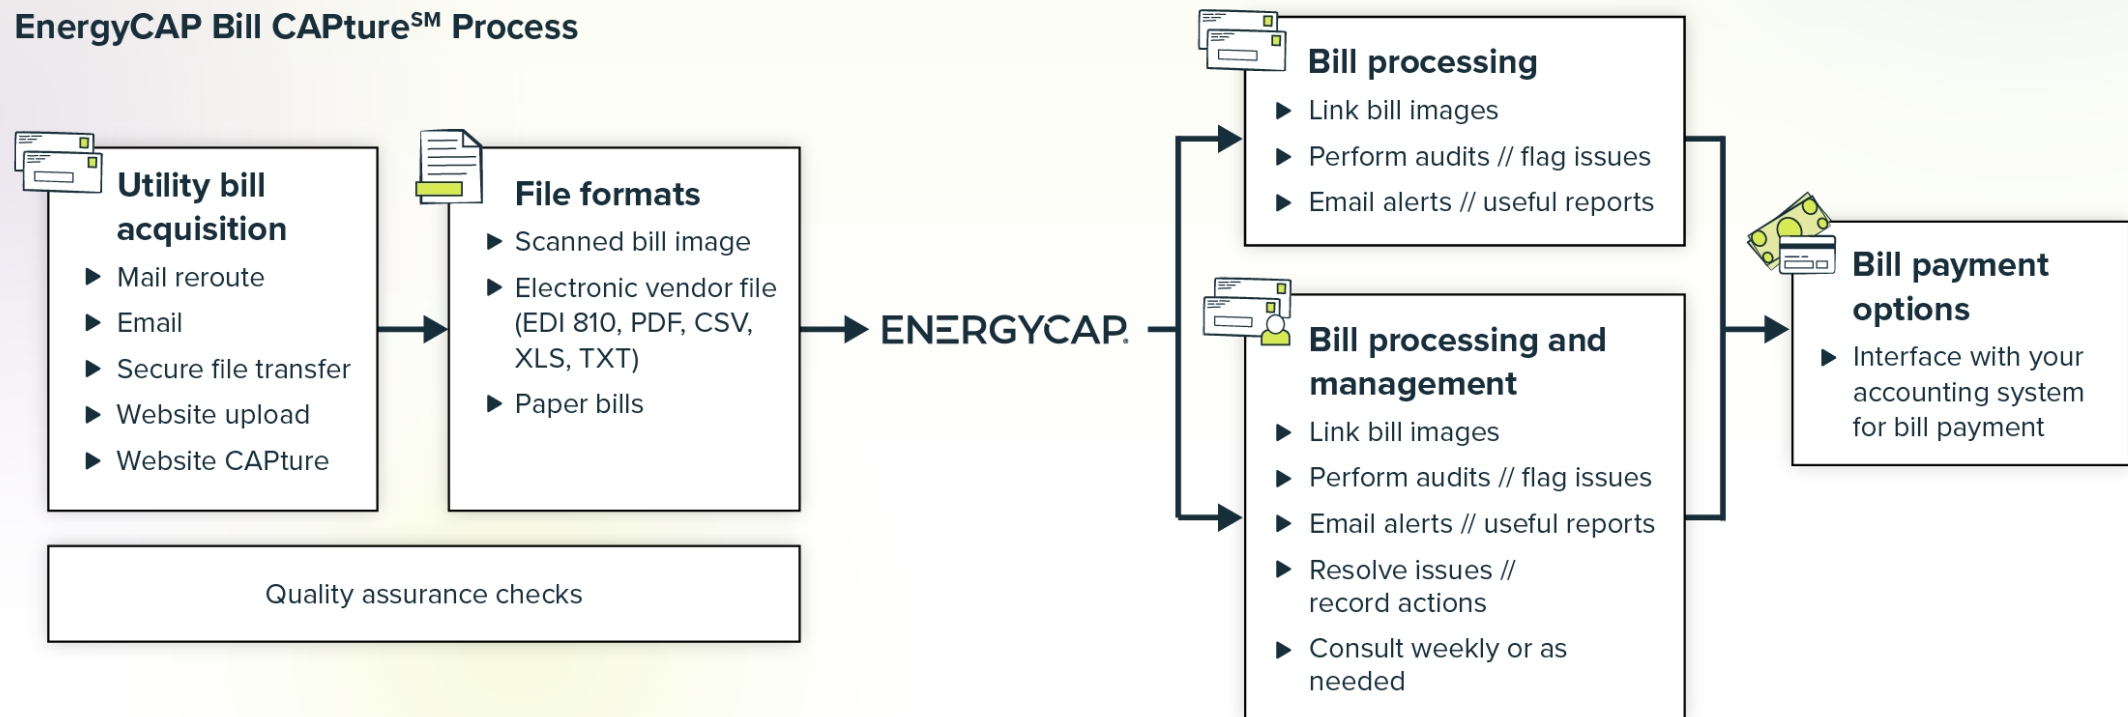 EnergyCAP Bill CAPture℠ Process
Utility bill
acquisition
Mail reroute
Email
Secure file transfer
Website upload
Website CAPture
File formats
Scanned bill image
Electronic vendor file
(EDI 810, PDF, CSV,
XLS, TXT)
Paper bills
Quality assurance checks
ENERGYCAP®
Bill processing
Link bill images
Perform audits // flag issues
Email alerts // useful reports
Bill processing and
management
Link bill images
Perform audits // flag issues
Email alerts // useful reports
Resolve issues //
record actions
Consult weekly or as
needed
Bill payment
options
Interface with your
accounting system
for bill payment